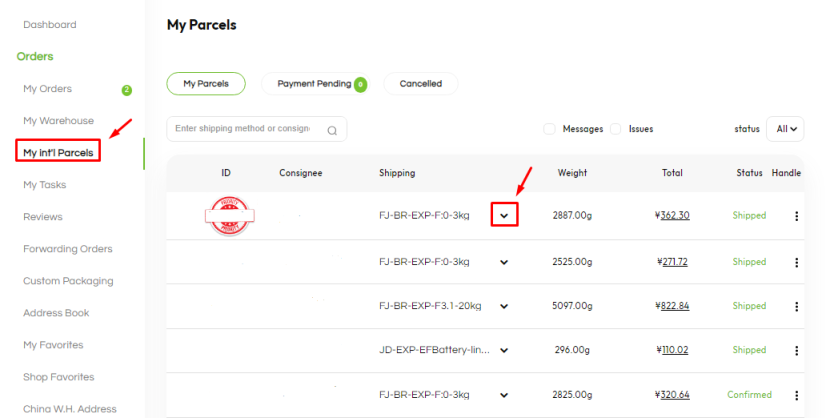 Dashboard
Orders
My Orders 2
My Warehouse
My int'l Parcels
My Tasks
Reviews
Forwarding Orders
Custom Packaging
Address Book
My Favorites
Shop Favorites
China W.H. Address
My Parcels
My Parcels Payment Pending 0 Cancelled
Enter shipping method or consign
Messages Issues status All
ID Consignee Shipping Weight Total Status Handle
FJ-BR-EXP-F:0-3kg 2887.00g ¥362.30 Shipped
FJ-BR-EXP-F:0-3kg 2525.00g ¥271.72 Shipped
FJ-BR-EXP-F3.1-20kg 5097.00g ¥822.84 Shipped
JD-EXP-EFBattery-lin... 296.00g ¥110.02 Shipped
FJ-BR-EXP-F:0-3kg 2825.00g ¥320.64 Confirmed